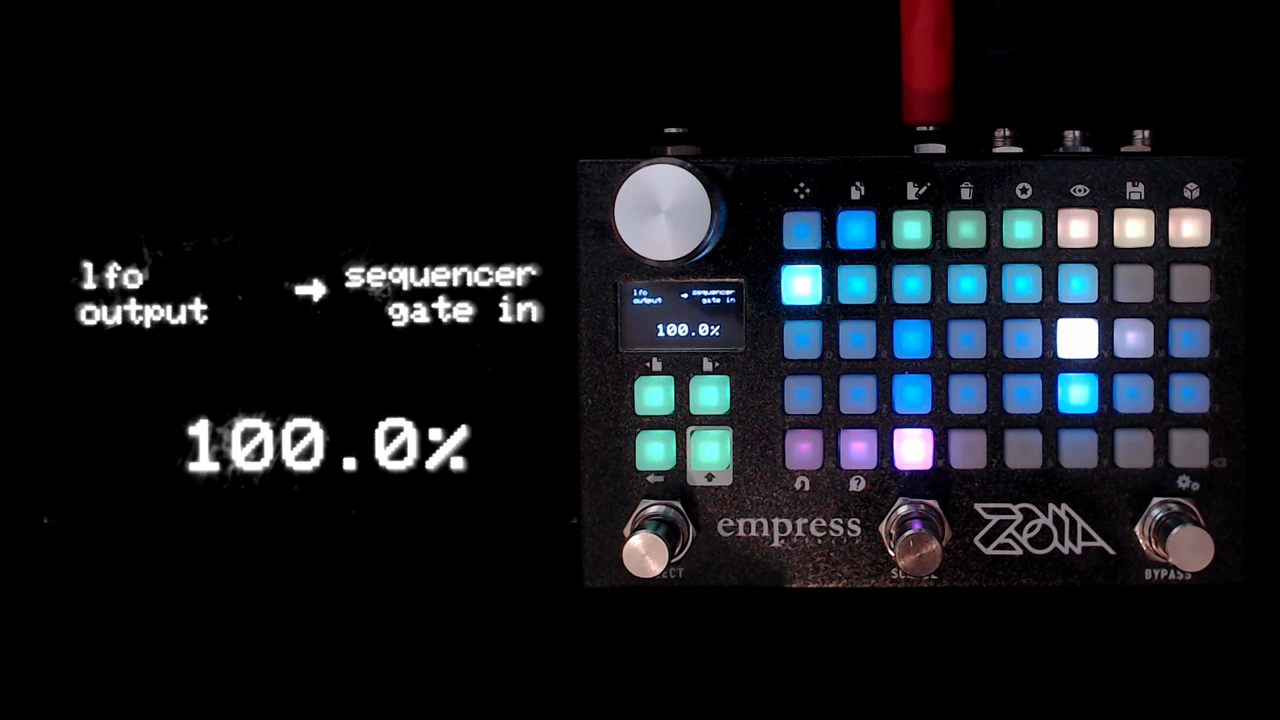 lfo → sequencer
output gate in
100.0%
lfo → sequencer
output gate in
100.0%
empress
ZOIA
BYPASS